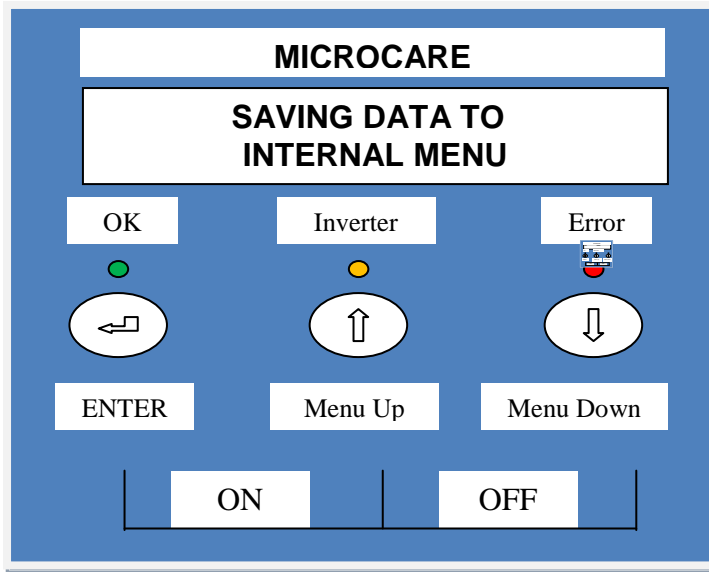 MICROCARE
SAVING DATA TO
INTERNAL MENU
OK Inverter Error
ENTER Menu Up Menu Down
ON OFF